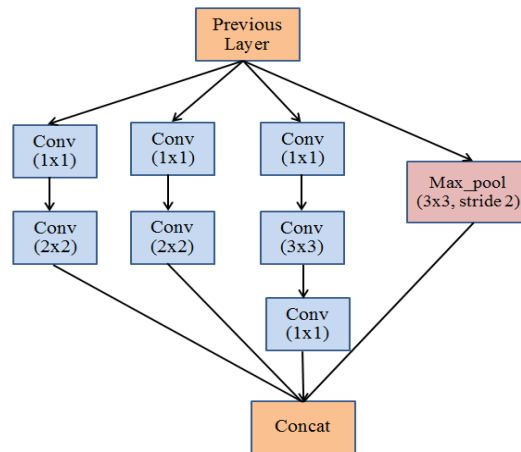 Previous
Layer
Conv
(1x1)
Conv
(1x1)
Conv
(1x1)
Max_pool
(3x3, stride 2)
Conv
(2x2)
Conv
(2x2)
Conv
(3x3)
Conv
(1x1)
Concat